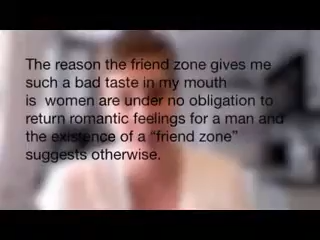 The reason the friend zone gives me
such a bad taste in my mouth
is  women are under no obligation to
return romantic feelings for a man and
the existence of a “friend zone”
suggests otherwise.